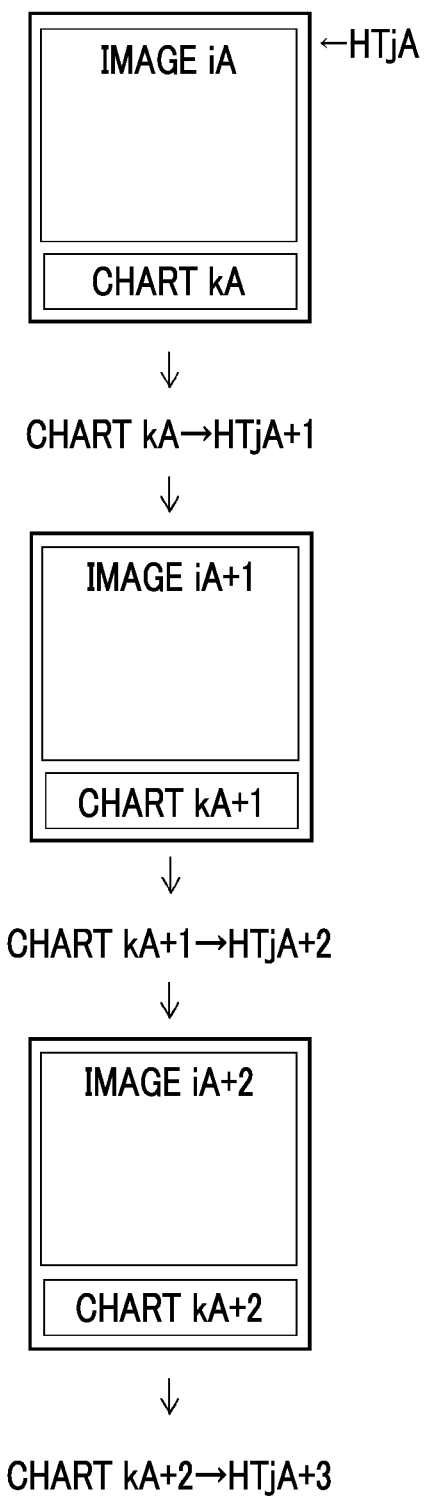 IMAGE iA
←HTjA
CHART kA
CHART kA→HTjA+1
IMAGE iA+1
CHART kA+1
CHART kA+1→HTjA+2
IMAGE iA+2
CHART kA+2
CHART kA+2→HTjA+3